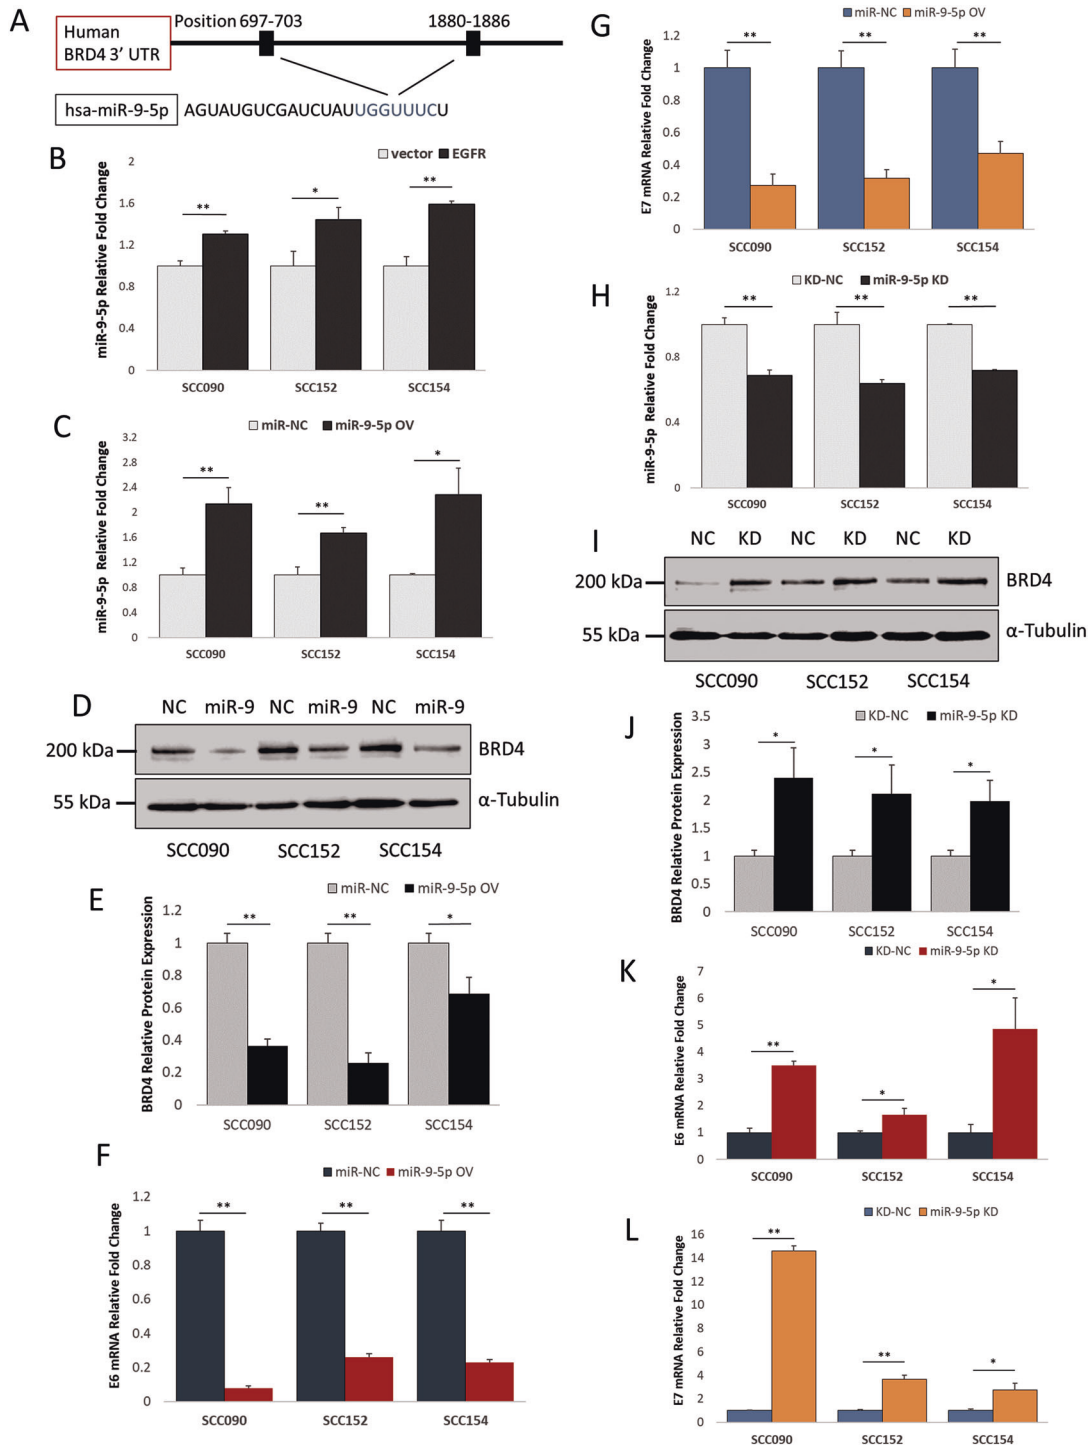 A
Human
BRD4 3’ UTR
Position 697-703
1880-1886
hsa-miR-9-5p
AGUAUGUCGAUCUAUUGGUUUCU
B
vector EGFR
miR-9-5p Relative Fold Change
2
1.6
1.2
0.8
0.4
0
** * **
SCC090 SCC152 SCC154
C
miR-NC miR-9-5p OV
miR-9-5p Relative Fold Change
3.2
2.8
2.4
2
1.6
1.2
0.8
0.4
0
** ** *
SCC090 SCC152 SCC154
D
NC miR-9 NC miR-9 NC miR-9
200 kDa
BRD4
55 kDa
α-Tubulin
SCC090 SCC152 SCC154
E
miR-NC miR-9-5p OV
BRD4 Relative Protein Expression
1.2
1
0.8
0.6
0.4
0.2
0
** ** *
SCC090 SCC152 SCC154
F
miR-NC miR-9-5p OV
E6 mRNA Relative Fold Change
1.2
1
0.8
0.6
0.4
0.2
0
** ** **
SCC090 SCC152 SCC154
G
miR-NC miR-9-5p OV
E7 mRNA Relative Fold Change
1.2
1
0.8
0.6
0.4
0.2
0
** ** **
SCC090 SCC152 SCC154
H
KD-NC miR-9-5p KD
miR-9-5p Relative Fold Change
1.2
0.8
0.4
0
** ** **
SCC090 SCC152 SCC154
I
NC KD NC KD NC KD
200 kDa
BRD4
55 kDa
α-Tubulin
SCC090 SCC152 SCC154
J
KD-NC miR-9-5p KD
BRD4 Relative Protein Expression
3.5
3
2.5
2
1.5
1
0.5
0
* * *
SCC090 SCC152 SCC154
K
KD-NC miR-9-5p KD
E6 mRNA Relative Fold Change
7
6
5
4
3
2
1
0
** * *
SCC090 SCC152 SCC154
L
KD-NC miR-9-5p KD
E7 mRNA Relative Fold Change
16
14
12
10
8
6
4
2
0
** ** *
SCC090 SCC152 SCC154